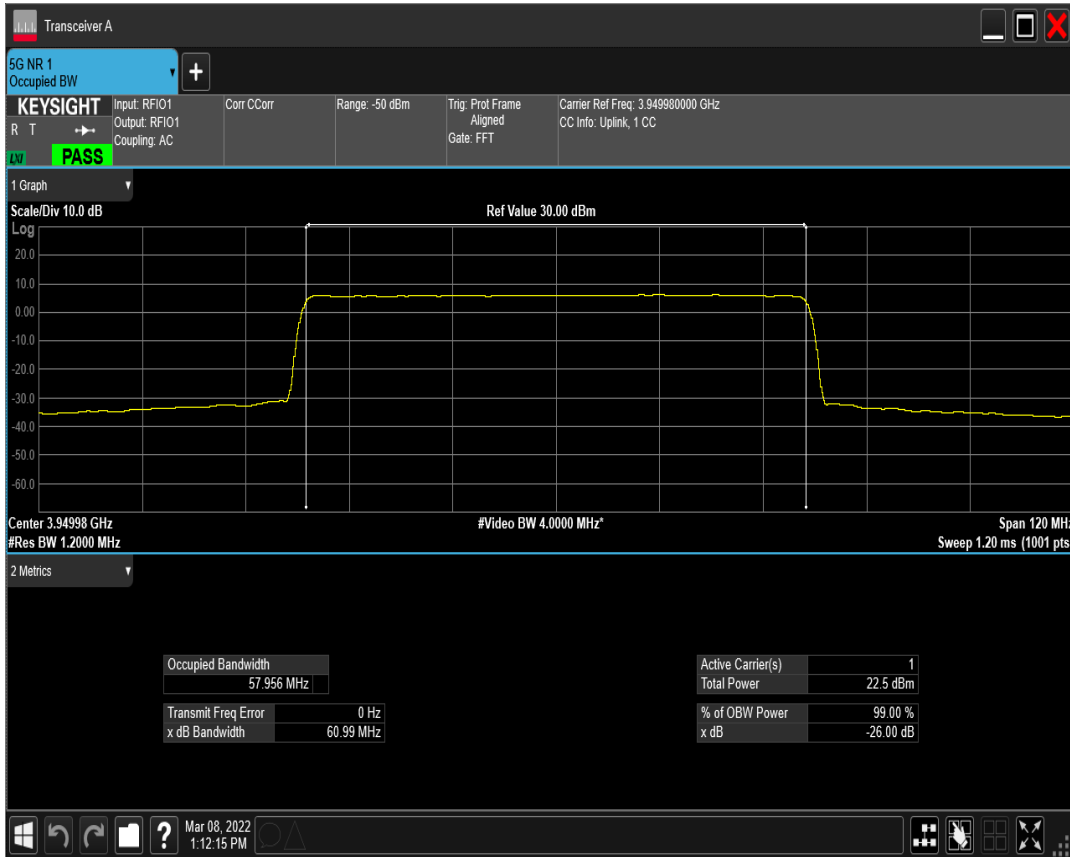 Transceiver A
5G NR 1
Occupied BW
+
KEYSIGHT
R T
LXI
PASS
Input: RFIO1
Output: RFIO1
Coupling: AC
Corr CCorr
Range: -50 dBm
Trig: Prot Frame
Aligned
Gate: FFT
Carrier Ref Freq: 3.949980000 GHz
CC Info: Uplink, 1 CC
1 Graph
Scale/Div 10.0 dB
Ref Value 30.00 dBm
Log
20.0
10.0
0.00
-10.0
-20.0
-30.0
-40.0
-50.0
-60.0
Center 3.94998 GHz
#Video BW 4.0000 MHz*
Span 120 MHz
#Res BW 1.2000 MHz
Sweep 1.20 ms (1001 pts
2 Metrics
Occupied Bandwidth
57.956 MHz
Transmit Freq Error 0 Hz
x dB Bandwidth 60.99 MHz
Active Carrier(s) 1
Total Power 22.5 dBm
% of OBW Power 99.00 %
x dB -26.00 dB
?
Mar 08, 2022
1:12:15 PM